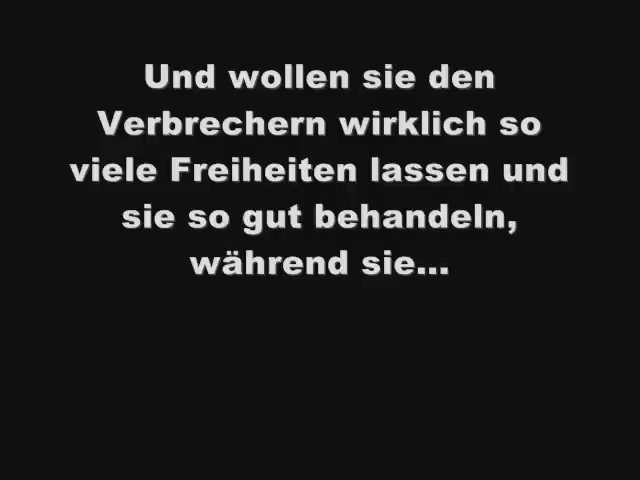 Und wollen sie den
Verbrechern wirklich so
viele Freiheiten lassen und
sie so gut behandeln,
während sie...